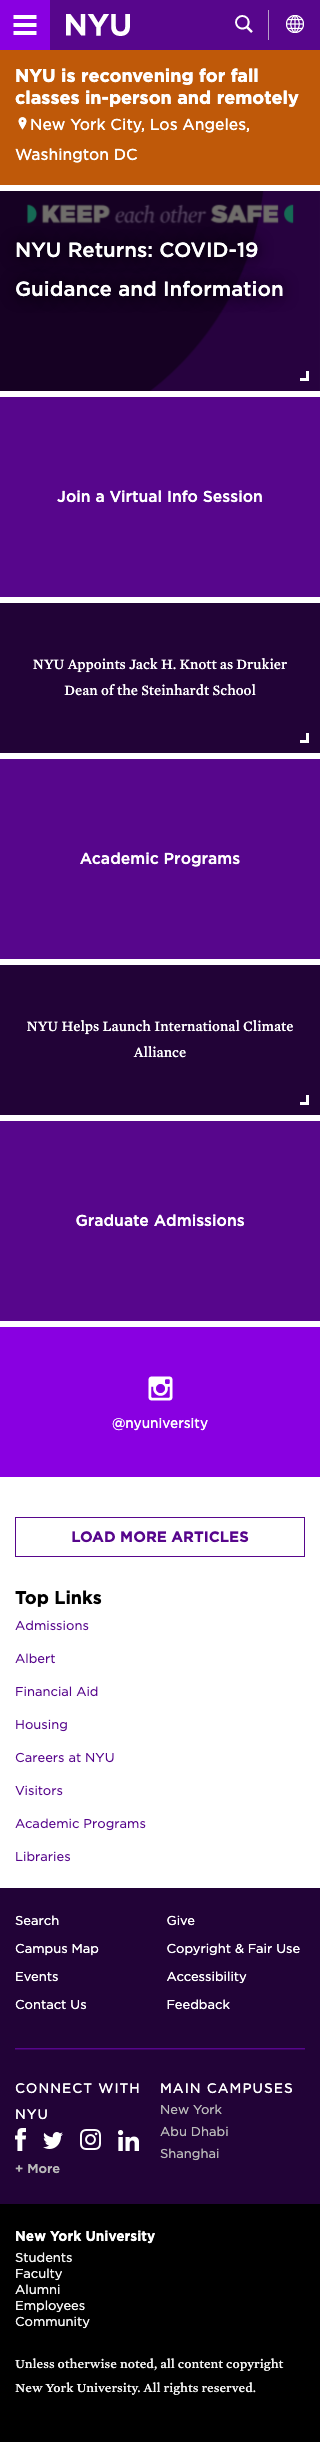 NYU
NYU is reconvening for fall
classes in-person and remotely
New York City, Los Angeles,
Washington DC
KEEP each other SAFE
NYU Returns: COVID-19
Guidance and Information
Join a Virtual Info Session
NYU Appoints Jack H. Knott as Drukier
Dean of the Steinhardt School
Academic Programs
NYU Helps Launch International Climate
Alliance
Graduate Admissions
@nyuniversity
LOAD MORE ARTICLES
Top Links
Admissions
Albert
Financial Aid
Housing
Careers at NYU
Visitors
Academic Programs
Libraries
Search
Campus Map
Events
Contact Us
Give
Copyright & Fair Use
Accessibility
Feedback
CONNECT WITH
NYU
+ More
MAIN CAMPUSES
New York
Abu Dhabi
Shanghai
New York University
Students
Faculty
Alumni
Employees
Community
Unless otherwise noted, all content copyright
New York University. All rights reserved.